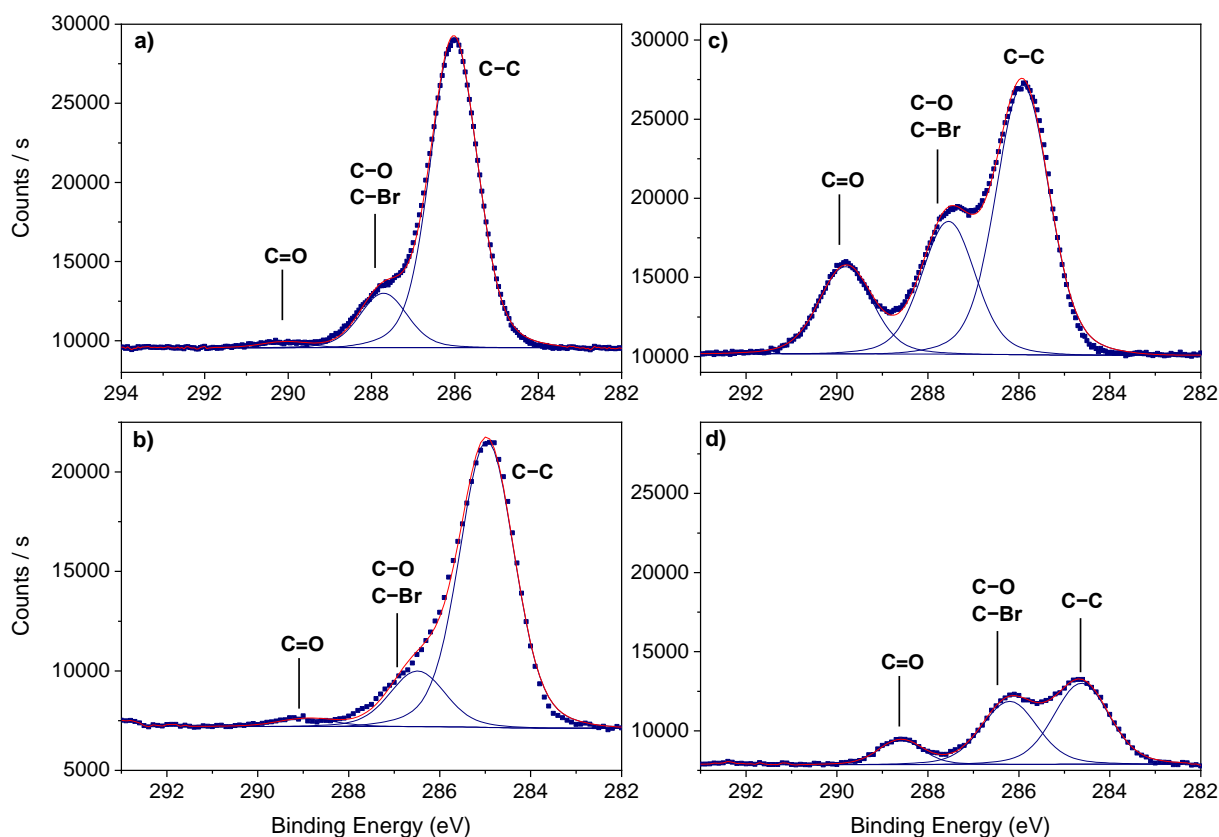 a)
30000
25000
20000
15000
10000
Counts / s
C−C
C−O
C−Br
C=O
294 292 290 288 286 284 282
c)
30000
25000
20000
15000
10000
C−C
C−O
C−Br
C=O
292 290 288 286 284 282
b)
20000
15000
10000
5000
Counts / s
C−C
C−O
C−Br
C=O
292 290 288 286 284 282
Binding Energy (eV)
d)
25000
20000
15000
10000
C−O
C−Br
C−C
C=O
292 290 288 286 284 282
Binding Energy (eV)